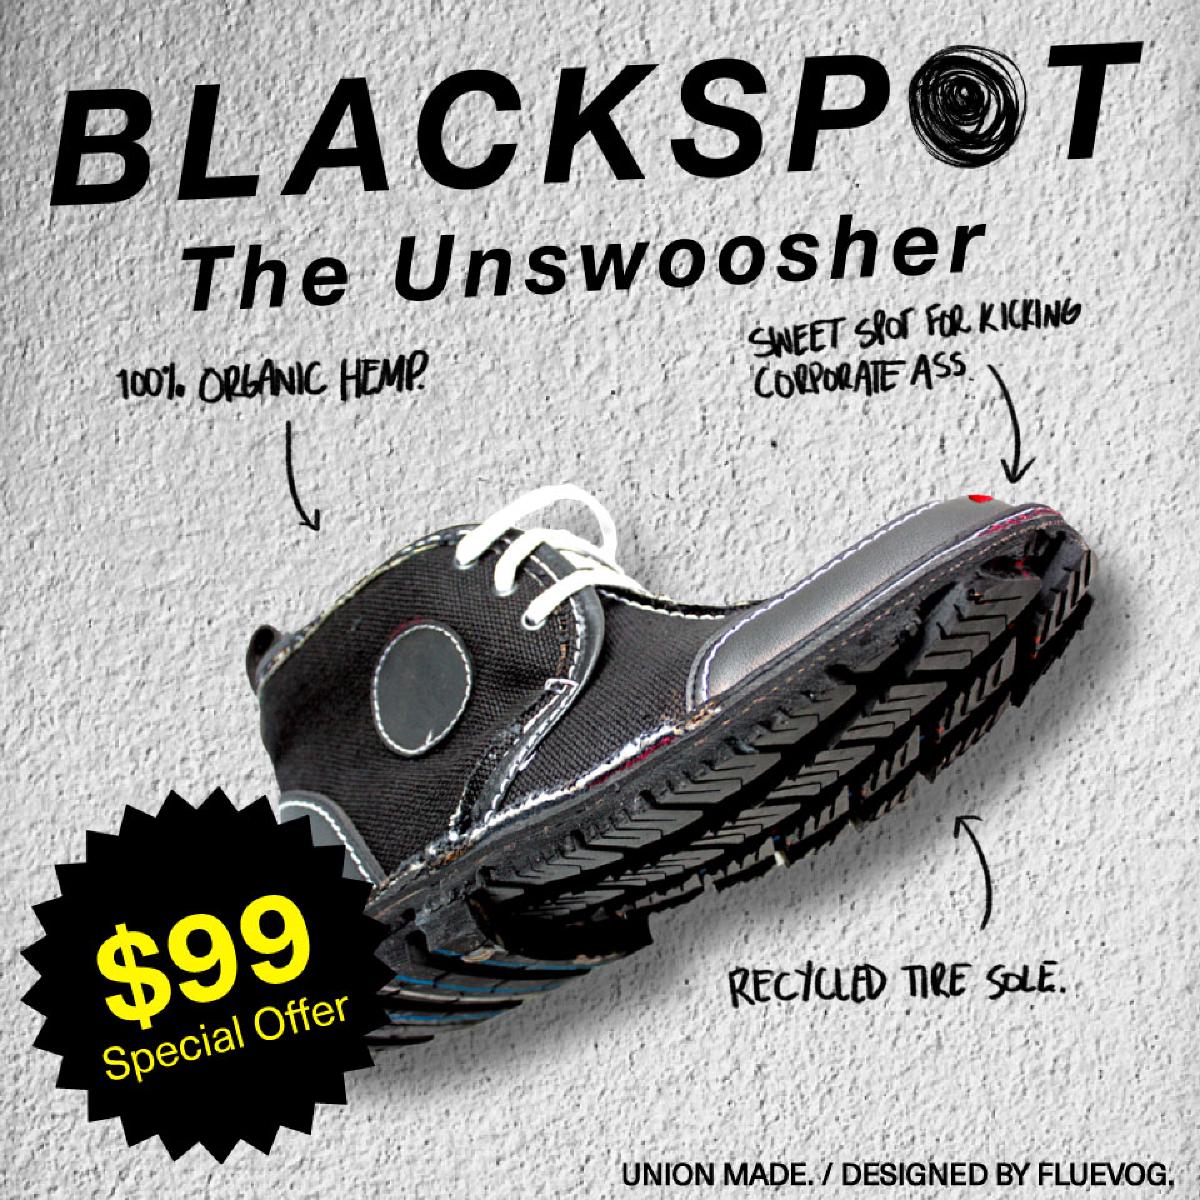 BLACKSPOT
The Unswoosher
100% ORGANIC HEMP.
SWEET SPOT FOR KICKING
CORPORATE ASS.
RECYCLED TIRE SOLE.
$99
Special Offer
UNION MADE. / DESIGNED BY FLUEVOG.